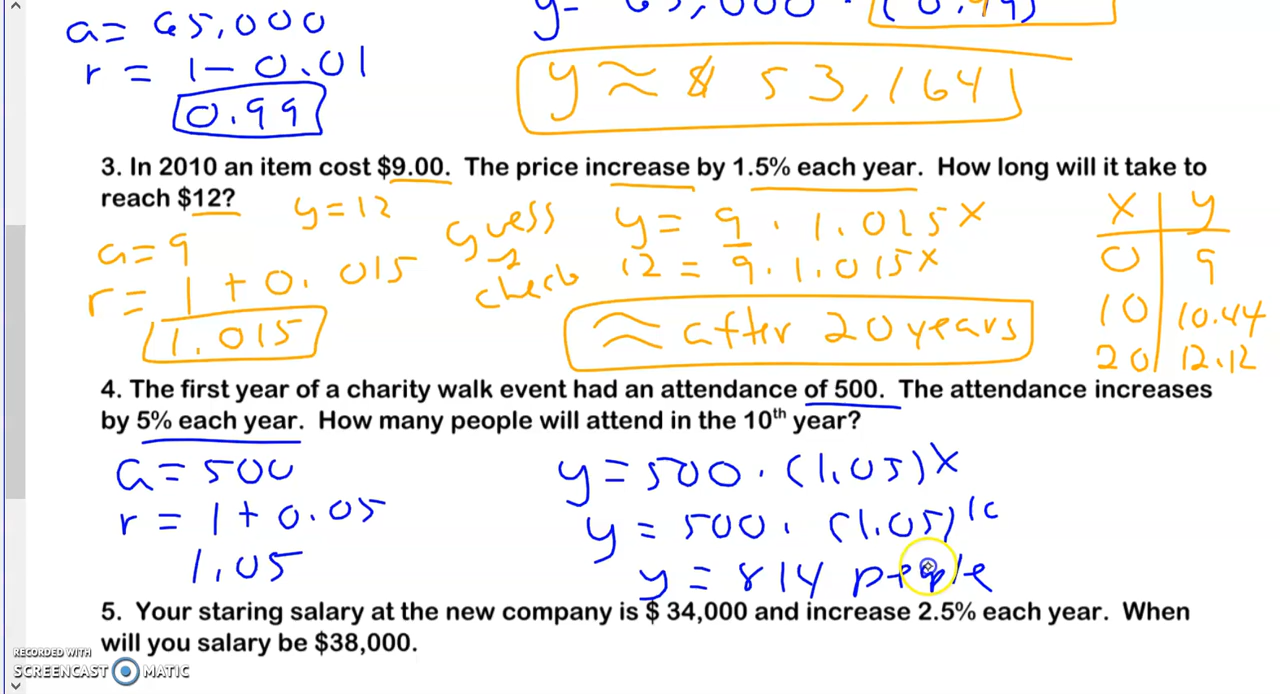 a = 65,000
y = 65,000 · (0.99)
r = 1 - 0.01
0.99
y ≈ $ 53,164
3. In 2010 an item cost $9.00. The price increase by 1.5% each year. How long will it take to
reach $12?
y = 12
guess
&
check
y = 9 · 1.015x
12 = 9 · 1.015x
x | y
0 | 9
10 | 10.44
20 | 12.12
a = 9
r = 1 + 0.015
1.015
≈ after 20 years
4. The first year of a charity walk event had an attendance of 500. The attendance increases
by 5% each year. How many people will attend in the 10th year?
a = 500
y = 500 · (1.05)x
r = 1 + 0.05
y = 500 · (1.05)10
1.05
y = 814 people
5. Your staring salary at the new company is $ 34,000 and increase 2.5% each year. When
will you salary be $38,000.
RECORDED WITH
SCREENCAST MATIC